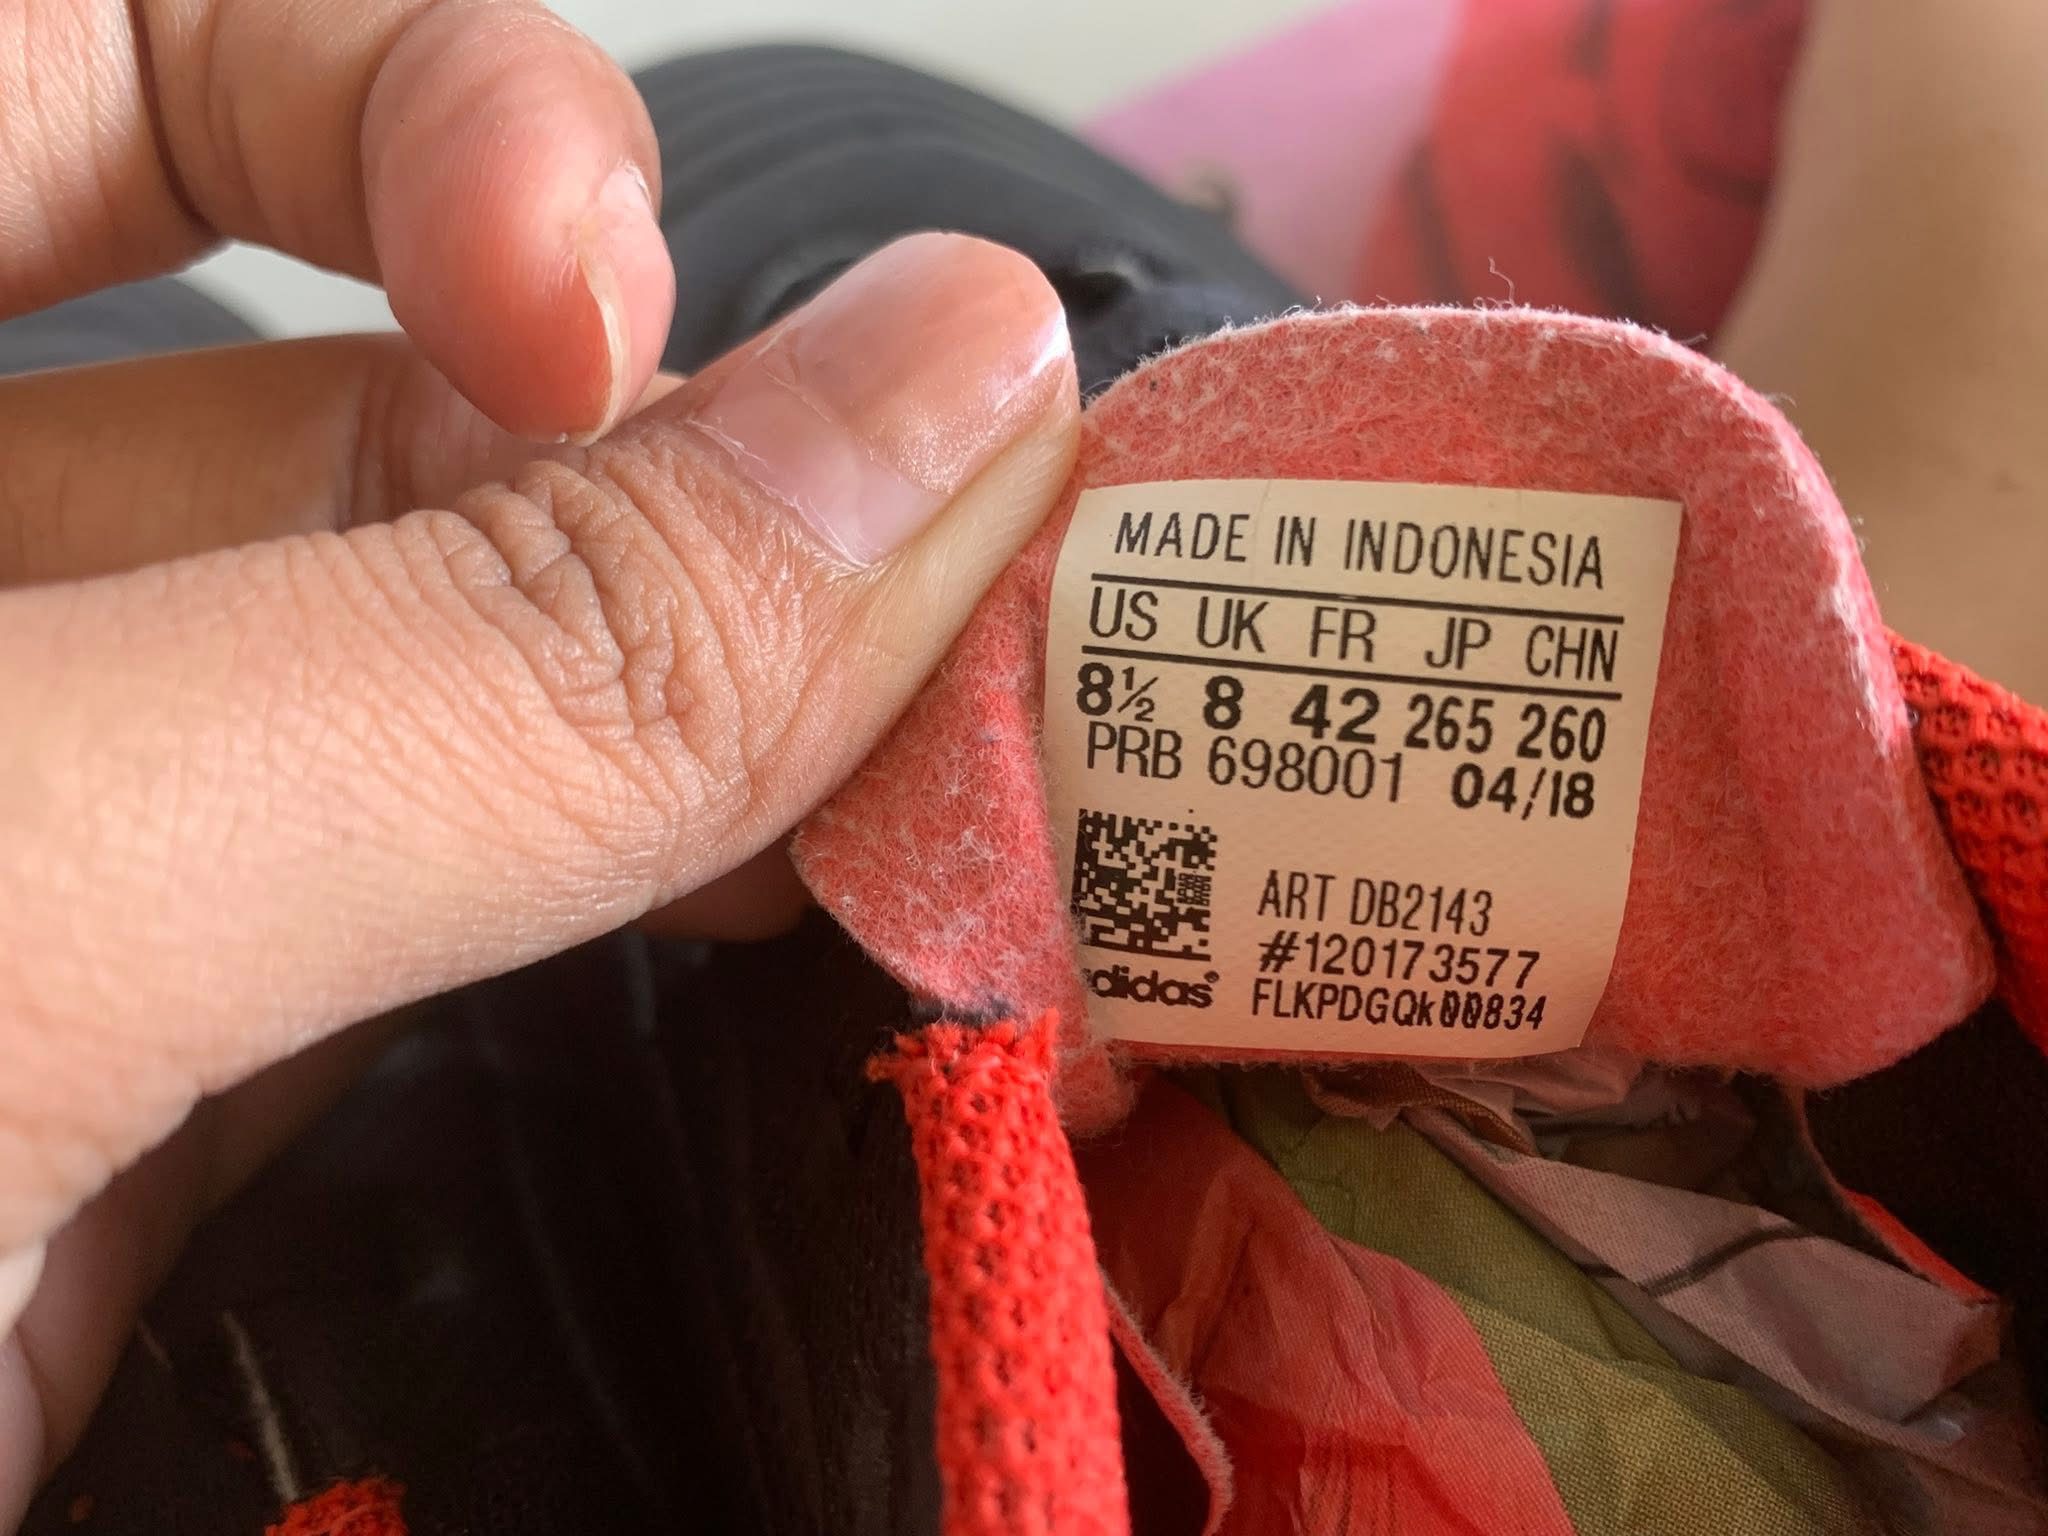 MADE IN INDONESIA
US UK FR JP CHN
8½ 8 42 265 260
PRB 698001 04/18
ART DB2143
#120173577
FLKPDGQk00834
adidas®